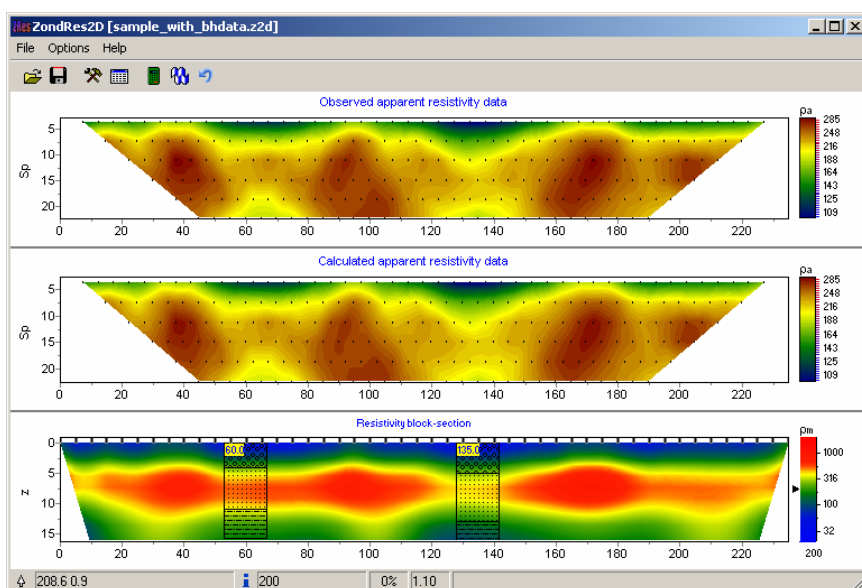 ZondRes2D [sample_with_bhdata.z2d]
File Options Help
Observed apparent resistivity data
ρa
285
248
216
188
164
143
125
109
Sp
5
10
15
20
0 20 40 60 80 100 120 140 160 180 200 220
Calculated apparent resistivity data
ρa
285
248
216
188
164
143
125
109
Sp
5
10
15
20
0 20 40 60 80 100 120 140 160 180 200 220
Resistivity block-section
ρm
1000
316
100
32
200
z
0
5
10
15
60.0
135.0
0 20 40 60 80 100 120 140 160 180 200 220
208.6 0.9 200 0% 1.10